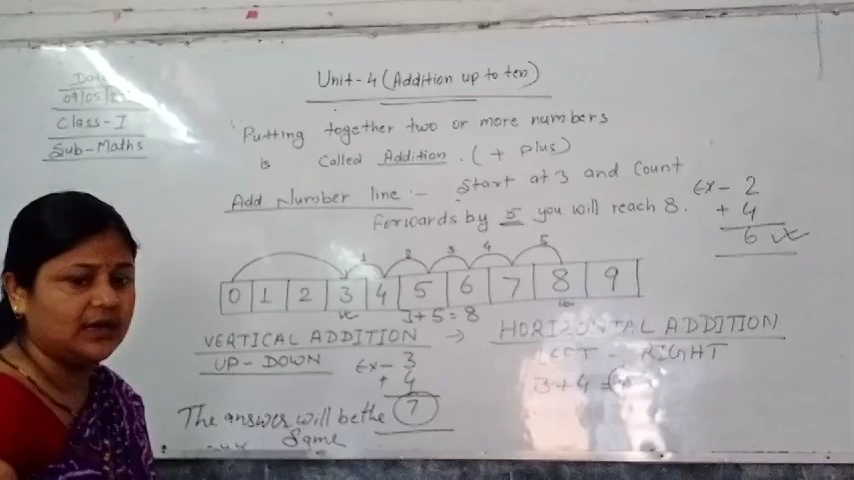 Date
09/05/2
Class-I
Sub-Maths
Unit-4 (Addition up to ten)
Putting together two or more numbers
is called Addition. (+ plus)
Add Number line:- Start at 3 and count
forwards by 5 you will reach 8.
Ex- 2
+ 4
6
1 2 3 4 5
0 1 2 3 4 5 6 7 8 9
3+5=8
VERTICAL ADDITION → HORIZONTAL ADDITION
UP-DOWN
LEFT - RIGHT
Ex- 3
+ 4
7
3+4=
The answer will be the
Same